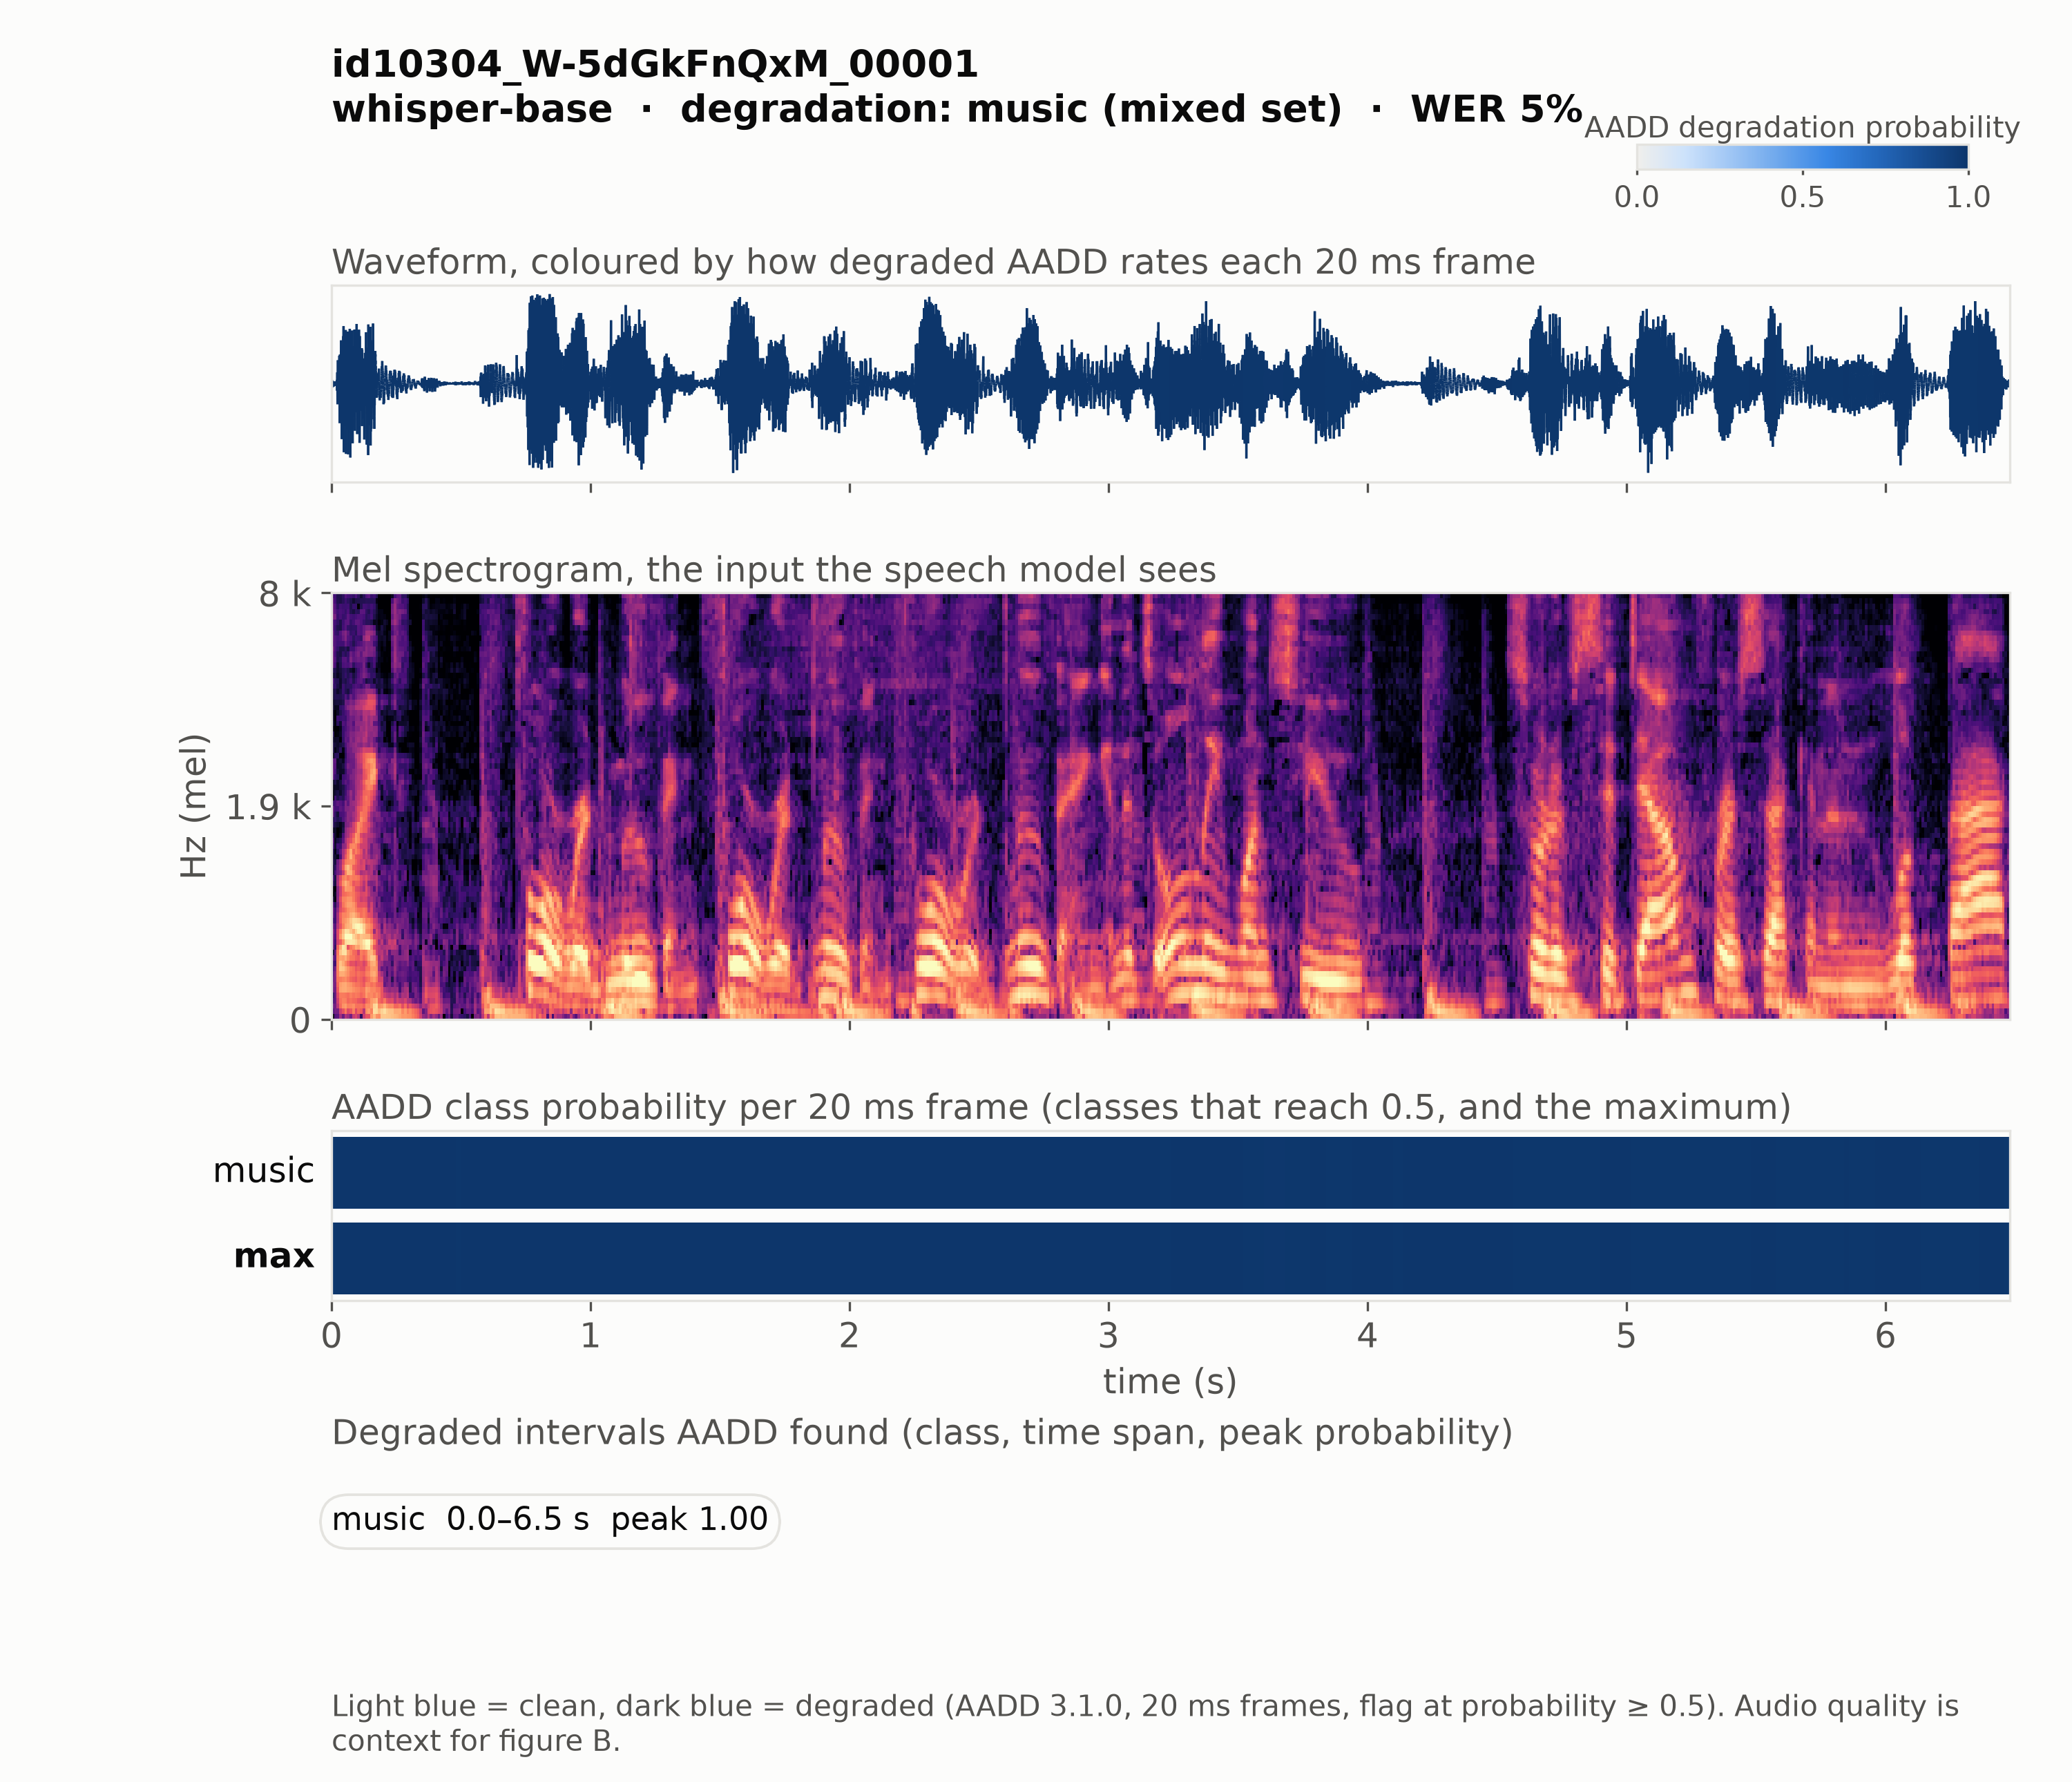 id10304_W-5dGkFnQxM_00001
whisper-base · degradation: music (mixed set) · WER 5%
AADD degradation probability
0.0 0.5 1.0
Waveform, coloured by how degraded AADD rates each 20 ms frame
Mel spectrogram, the input the speech model sees
8 k
1.9 k
0
Hz (mel)
AADD class probability per 20 ms frame (classes that reach 0.5, and the maximum)
music
max
0 1 2 3 4 5 6
time (s)
Degraded intervals AADD found (class, time span, peak probability)
music 0.0–6.5 s peak 1.00
Light blue = clean, dark blue = degraded (AADD 3.1.0, 20 ms frames, flag at probability ≥ 0.5). Audio quality is
context for figure B.